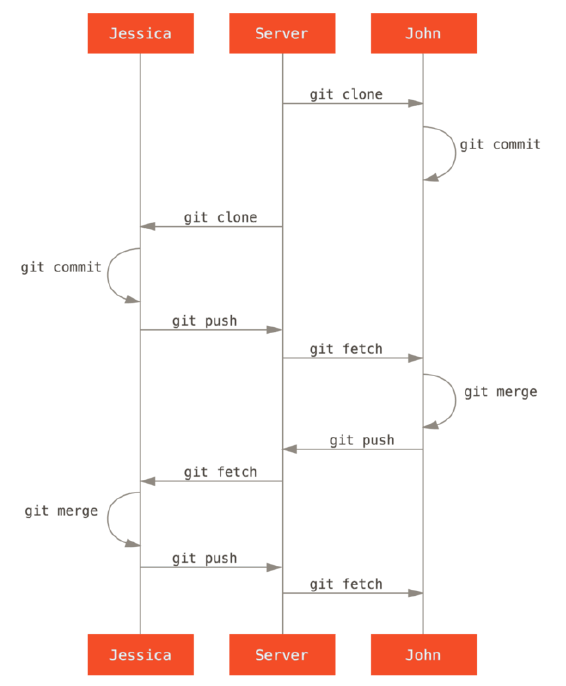 Jessica
Server
John
git clone
git commit
git clone
git commit
git push
git fetch
git merge
git push
git fetch
git merge
git push
git fetch
Jessica
Server
John